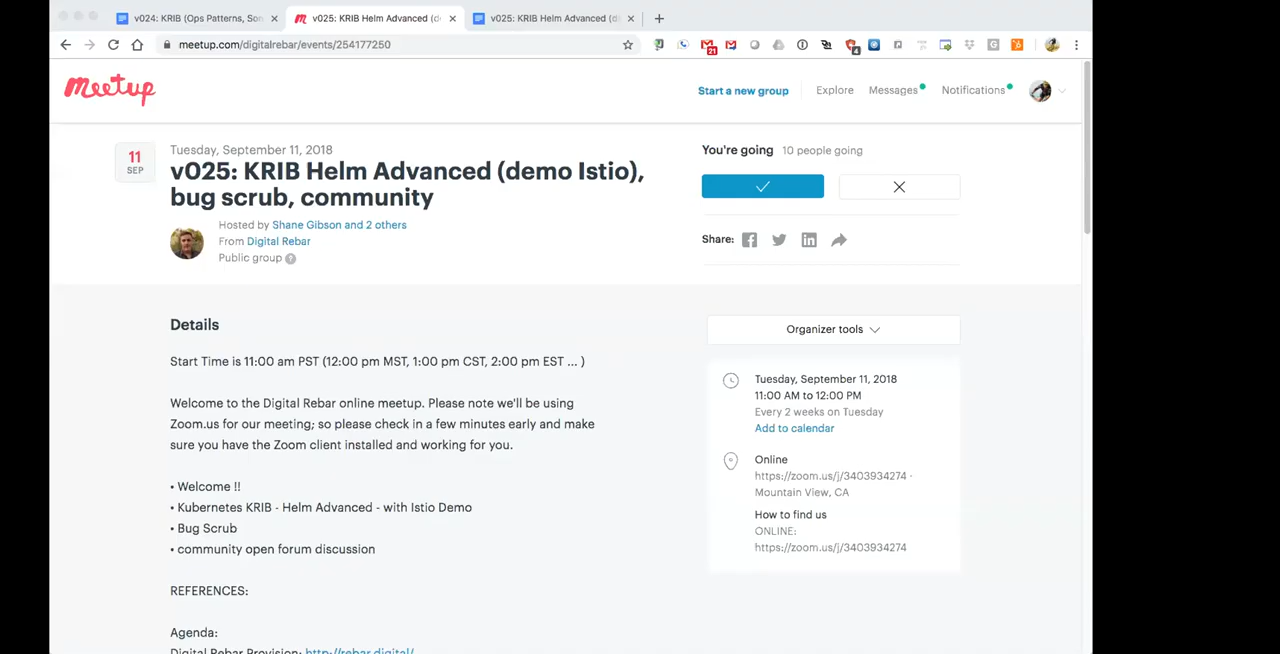 v024: KRIB (Ops Patterns, Son
v025: KRIB Helm Advanced (de
v025: KRIB Helm Advanced (d
meetup.com/digitalrebar/events/254177250
21
4
Meetup
Start a new group
Explore
Messages
Notifications
11
SEP
Tuesday, September 11, 2018
v025: KRIB Helm Advanced (demo Istio),
bug scrub, community
Hosted by Shane Gibson and 2 others
From Digital Rebar
Public group
You're going 10 people going
Share:
Details
Start Time is 11:00 am PST (12:00 pm MST, 1:00 pm CST, 2:00 pm EST ... )
Welcome to the Digital Rebar online meetup. Please note we'll be using
Zoom.us for our meeting; so please check in a few minutes early and make
sure you have the Zoom client installed and working for you.
• Welcome !!
• Kubernetes KRIB - Helm Advanced - with Istio Demo
• Bug Scrub
• community open forum discussion
REFERENCES:
Agenda:
Digital Rebar Provision: http://rebar.digital/
Organizer tools
Tuesday, September 11, 2018
11:00 AM to 12:00 PM
Every 2 weeks on Tuesday
Add to calendar
Online
https://zoom.us/j/3403934274 ·
Mountain View, CA
How to find us
ONLINE:
https://zoom.us/j/3403934274